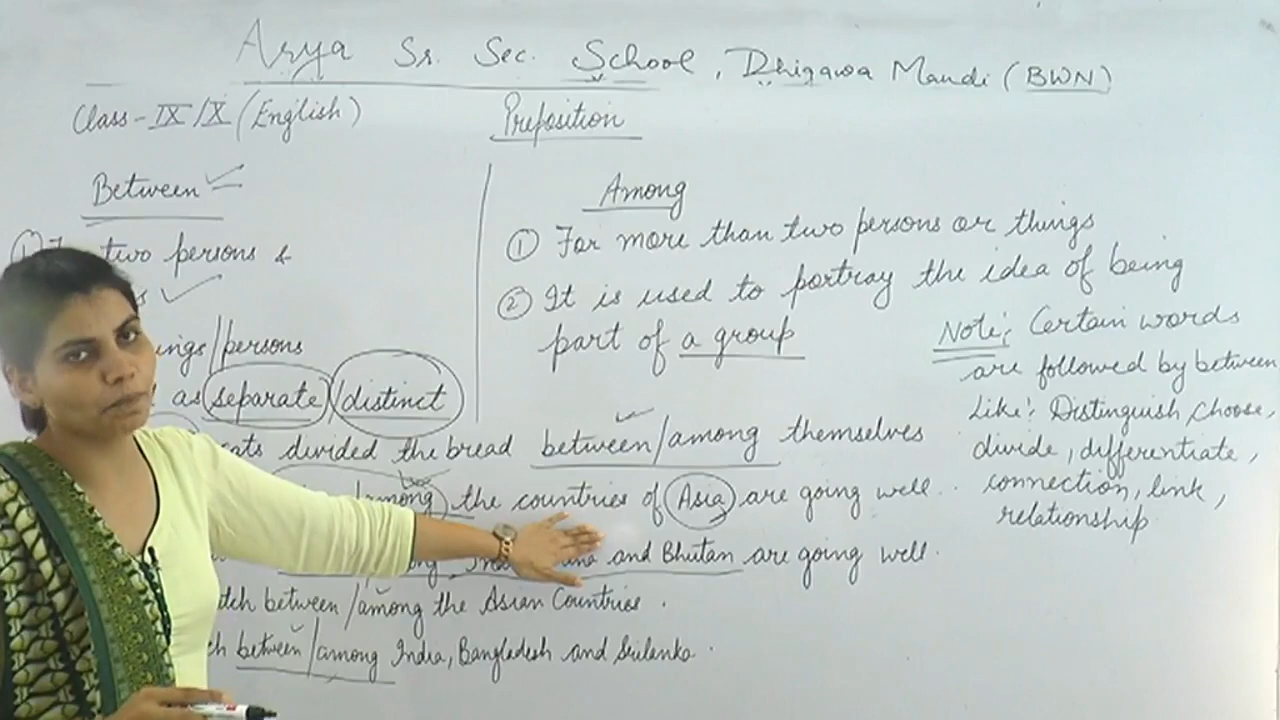 Arya Sr. Sec. School, Dhigawa Mandi (BWN)
Class - IX/X (English)
Preposition
Between
① two persons &
persons
as separate / distinct
Among
① For more than two persons or things
② It is used to portray the idea of being
part of a group
Note: Certain words
are followed by between
Like: Distinguish, choose,
divide, differentiate,
connection, link,
relationship
divided the bread between/among themselves
among the countries of Asia are going well.
and Bhutan are going well.
between/among the Asian Countries.
between/among India, Bangladesh and Srilanka.